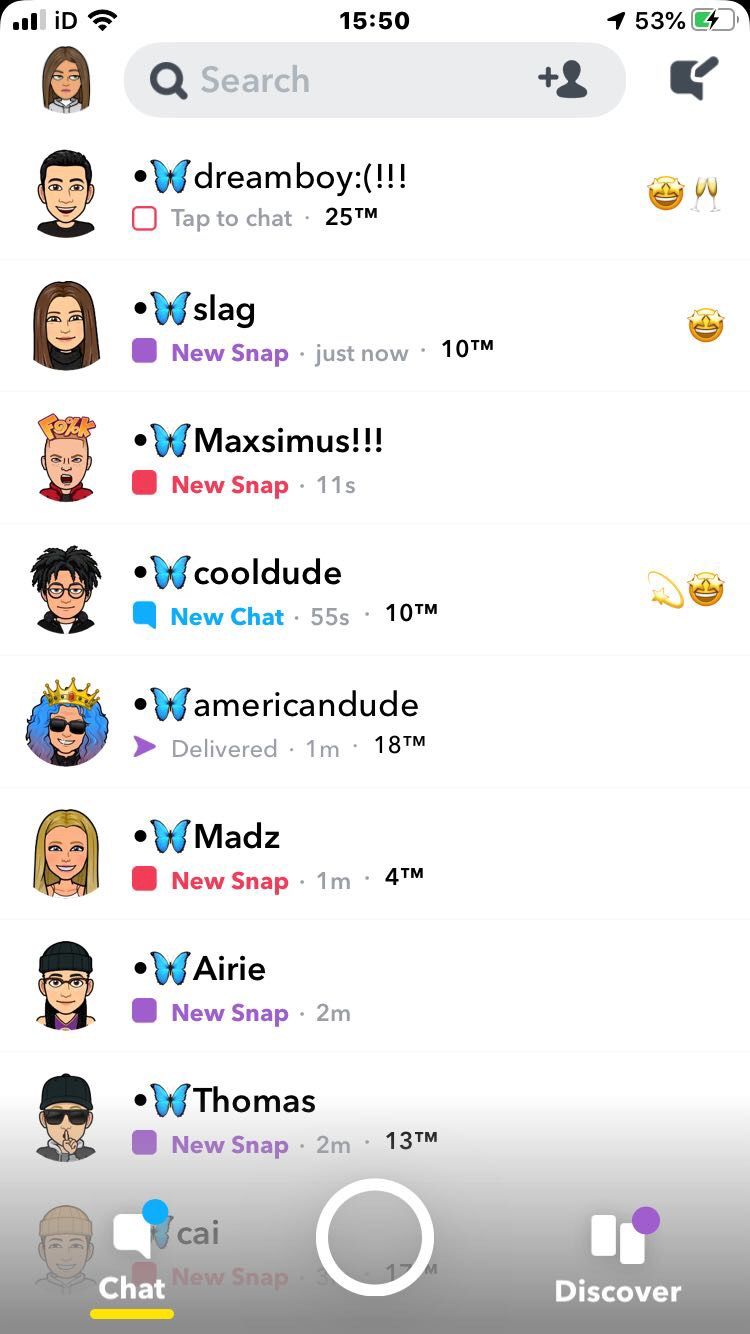 iD 15:50 53%
Search
•🦋dreamboy:(!!!
Tap to chat · 25™
•🦋slag
New Snap · just now · 10™
•🦋Maxsimus!!!
New Snap · 11s
•🦋cooldude
New Chat · 55s · 10™
•🦋americandude
Delivered · 1m · 18™
•🦋Madz
New Snap · 1m · 4™
•🦋Airie
New Snap · 2m
•🦋Thomas
New Snap · 2m · 13™
🦋cai
New Snap
Chat
Discover